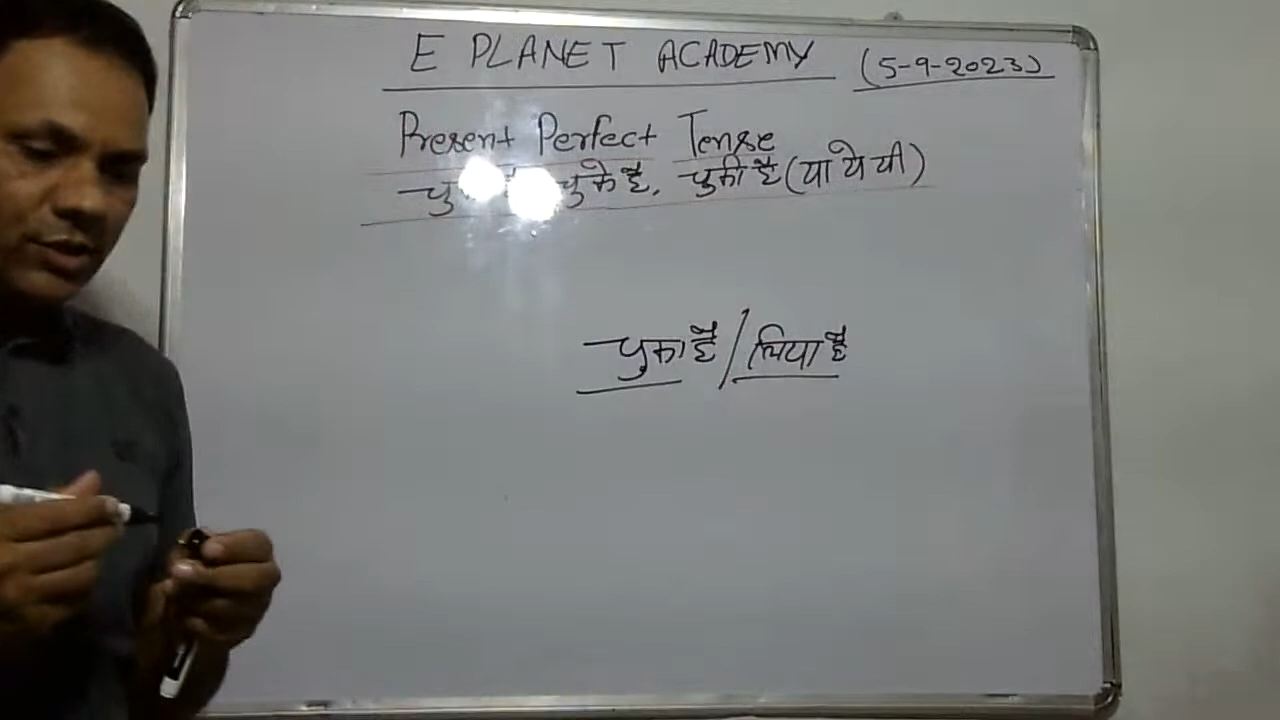 E PLANET ACADEMY (5-9-2023)
Present Perfect Tense
चुके है, चुकी है (या ये यी)
चुका है / लिया है